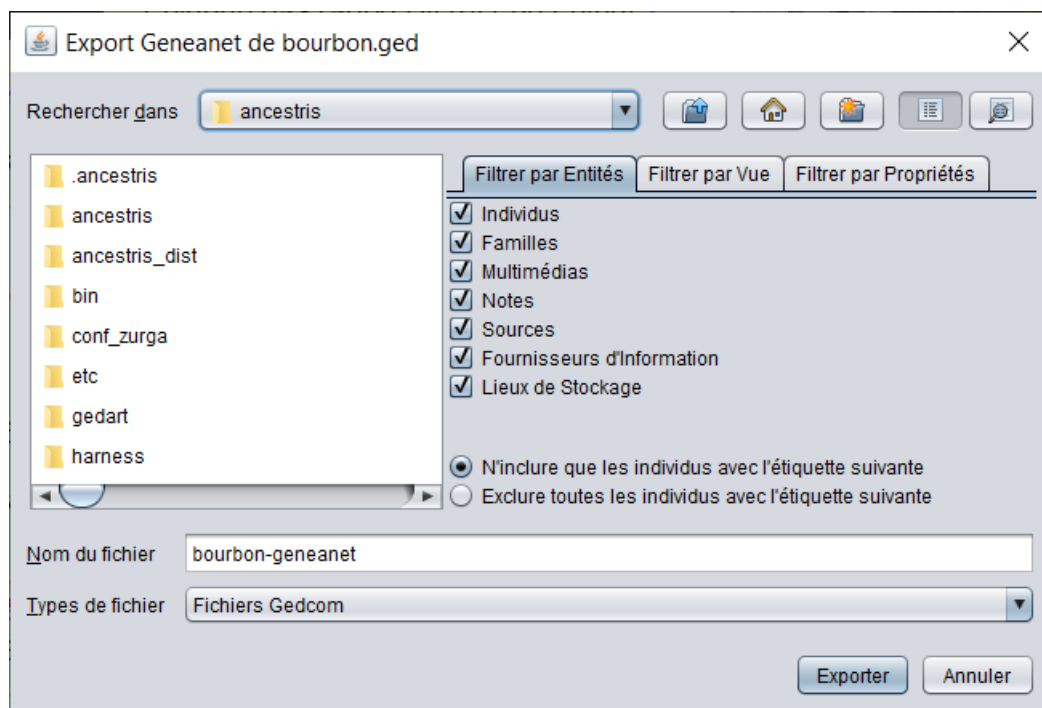 Export Geneanet de bourbon.ged
Rechercher dans
ancestris
.ancestris
ancestris
ancestris_dist
bin
conf_zurga
etc
gedart
harness
Filtrer par Entités
Filtrer par Vue
Filtrer par Propriétés
Individus
Familles
Multimédias
Notes
Sources
Fournisseurs d'Information
Lieux de Stockage
N'inclure que les individus avec l'étiquette suivante
Exclure toutes les individus avec l'étiquette suivante
Nom du fichier
bourbon-geneanet
Types de fichier
Fichiers Gedcom
Exporter
Annuler